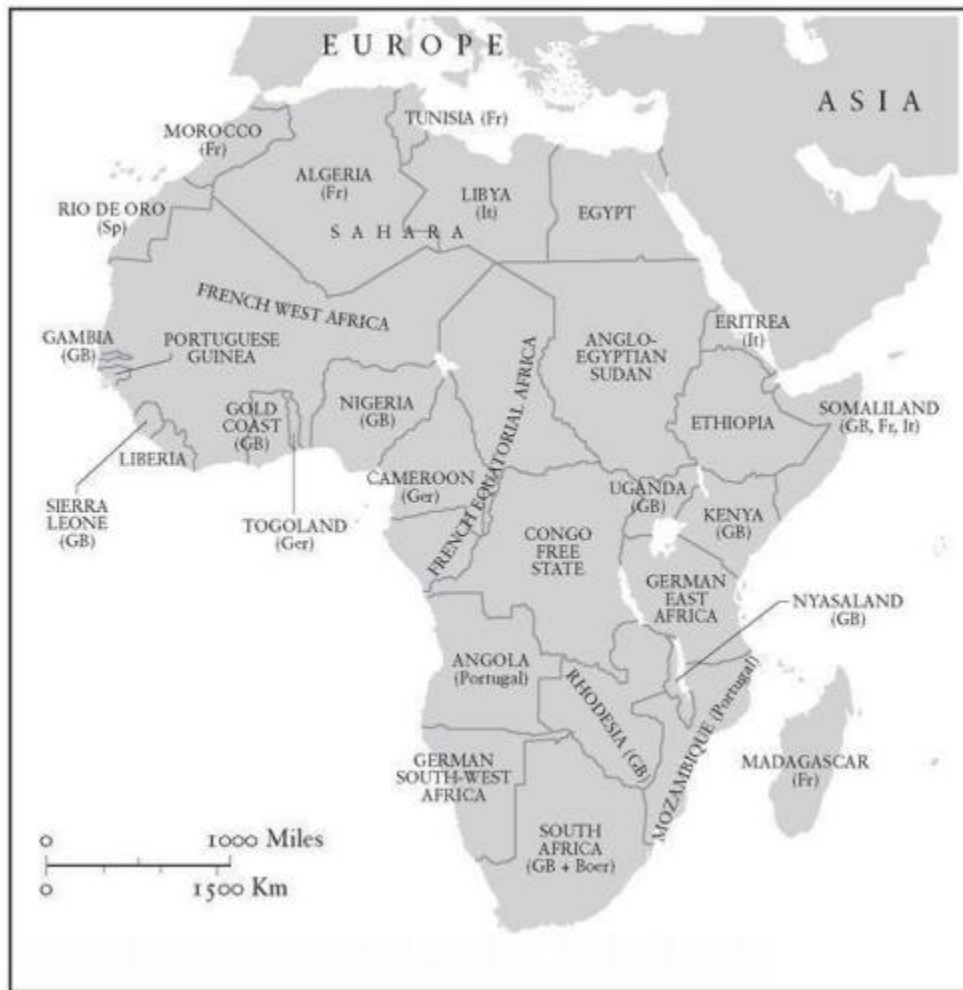 EUROPE
ASIA
TUNISIA (Fr)
MOROCCO
(Fr)
ALGERIA
(Fr)
LIBYA
(It)
EGYPT
RIO DE ORO
(Sp)
SAHARA
FRENCH WEST AFRICA
GAMBIA
(GB)
PORTUGUESE
GUINEA
ANGLO-
EGYPTIAN
SUDAN
ERITREA
(It)
GOLD
COAST
(GB)
NIGERIA
(GB)
FRENCH EQUATORIAL AFRICA
ETHIOPIA
SOMALILAND
(GB, Fr, It)
LIBERIA
CAMEROON
(Ger)
UGANDA
(GB)
SIERRA
LEONE
(GB)
TOGOLAND
(Ger)
KENYA
(GB)
CONGO
FREE
STATE
GERMAN
EAST
AFRICA
NYASALAND
(GB)
ANGOLA
(Portugal)
RHODESIA (GB)
MOZAMBIQUE (Portugal)
GERMAN
SOUTH-WEST
AFRICA
MADAGASCAR
(Fr)
SOUTH
AFRICA
(GB + Boer)
0 1000 Miles
0 1500 Km